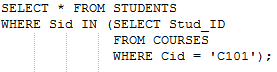 SELECT * FROM STUDENTS
WHERE Sid IN (SELECT Stud_ID
FROM COURSES
WHERE Cid = 'C101');